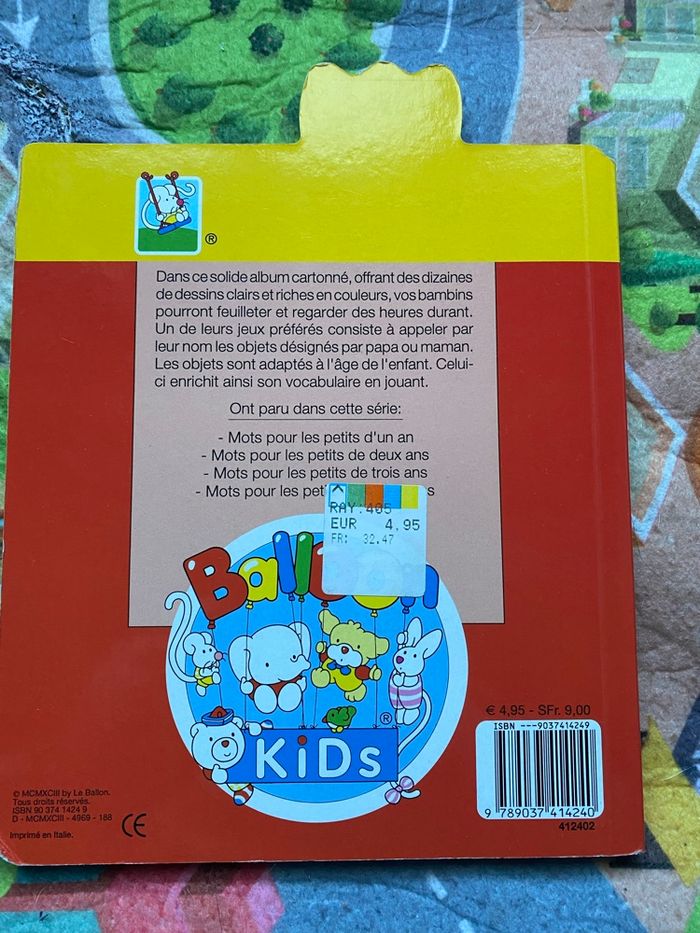 ®
Dans ce solide album cartonné, offrant des dizaines
de dessins clairs et riches en couleurs, vos bambins
pourront feuilleter et regarder des heures durant.
Un de leurs jeux préférés consiste à appeler par
leur nom les objets désignés par papa ou maman.
Les objets sont adaptés à l'âge de l'enfant. Celui-
ci enrichit ainsi son vocabulaire en jouant.
Ont paru dans cette série:
- Mots pour les petits d'un an
- Mots pour les petits de deux ans
- Mots pour les petits de trois ans
- Mots pour les
RAY:405
EUR 4.95
FR: 32.47
® 
KiDs
€ 4,95 - SFr. 9,00
ISBN ---9037414249
9 789037 414240
412402
© MCMXCIII by Le Ballon.
Tous droits réservés.
ISBN 90 374 1424 9
D - MCMXCIII - 4969 - 188
Imprimé en Italie.
CE